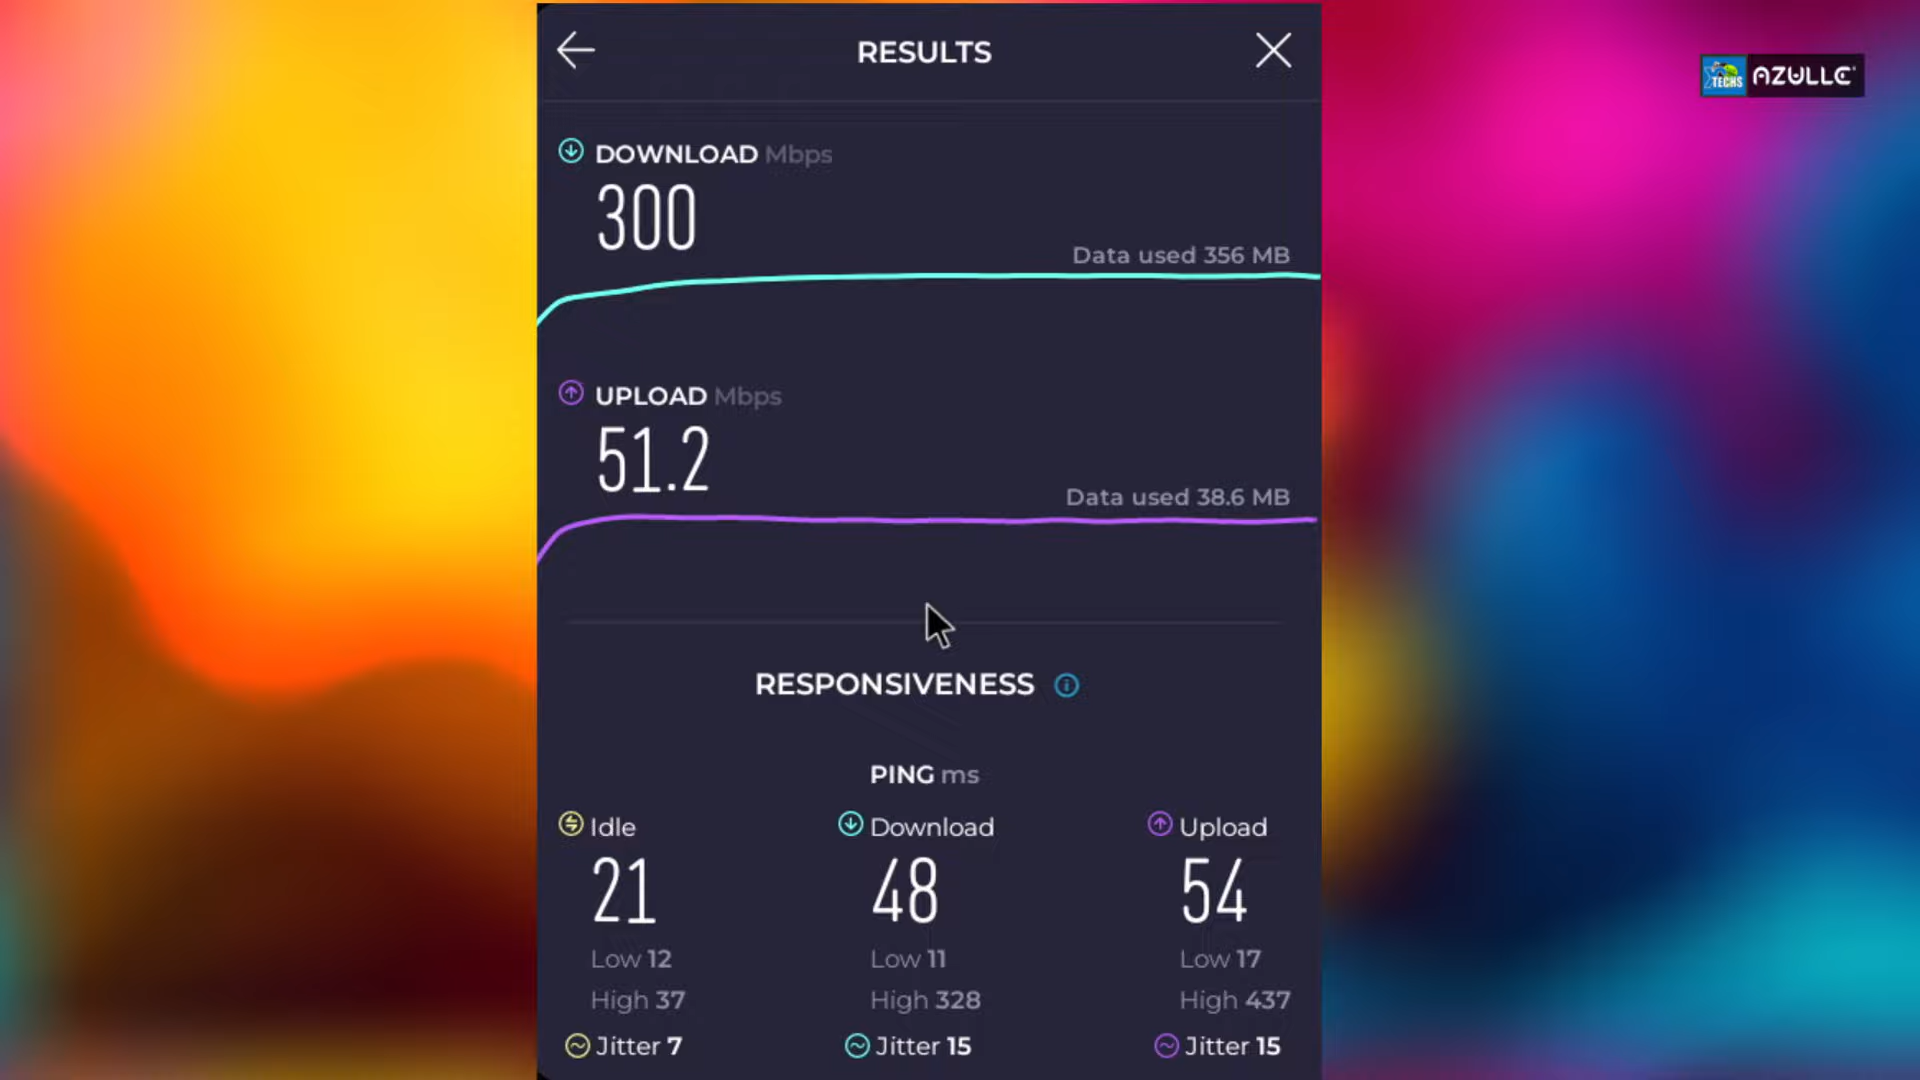 RESULTS
TECHS AZULLE
DOWNLOAD Mbps
300
Data used 356 MB
UPLOAD Mbps
51.2
Data used 38.6 MB
RESPONSIVENESS
PING ms
Idle Download Upload
21 48 54
Low 12 Low 11 Low 17
High 37 High 328 High 437
Jitter 7 Jitter 15 Jitter 15